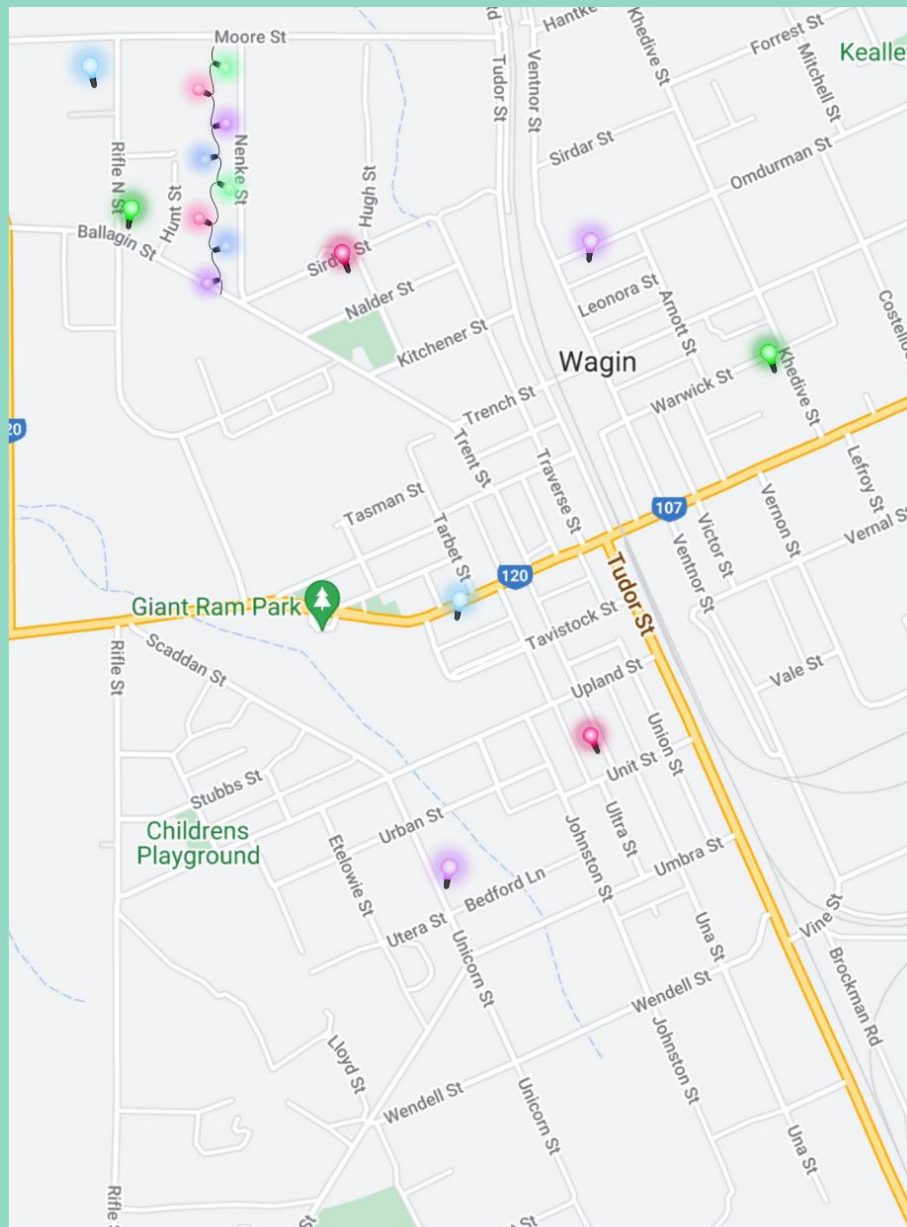 Moore St
Rd
Hantke
Khedive St
Forrest St
Mitchell St
Tudor St
Ventnor St
Sirdar St
Omdurman St
Rifle N St
Hunt St
Nenke St
Hugh St
Ballagin St
Nalder St
Kitchener St
Leonora St
Arnott St
Wagin
Khedive St
Warwick St
Trench St
20
Trent St
Traverse St
Tasman St
Tarbet St
107
Lefroy St
Vernon St
Victor St
Ventnor St
Vernal St
120
Tudor St
Giant Ram Park
Tavistock St
Rifle St
Scaddan St
Upland St
Vale St
Union St
Unit St
Stubbs St
Childrens
Playground
Urban St
Etelowie St
Ultra St
Johnston St
Umbra St
Bedford Ln
Utera St
Unicorn St
Una St
Vine St
Brockman Rd
Wendell St
Johnston St
Lloyd St
Wendell St
Unicorn St
Una St